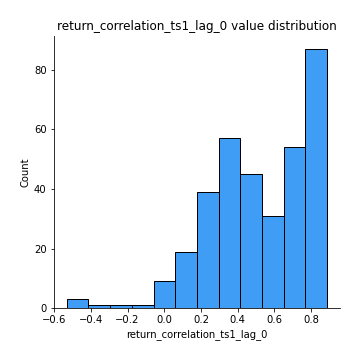 return_correlation_ts1_lag_0 value distribution
Count
80
60
40
20
0
−0.6 −0.4 −0.2 0.0 0.2 0.4 0.6 0.8
return_correlation_ts1_lag_0